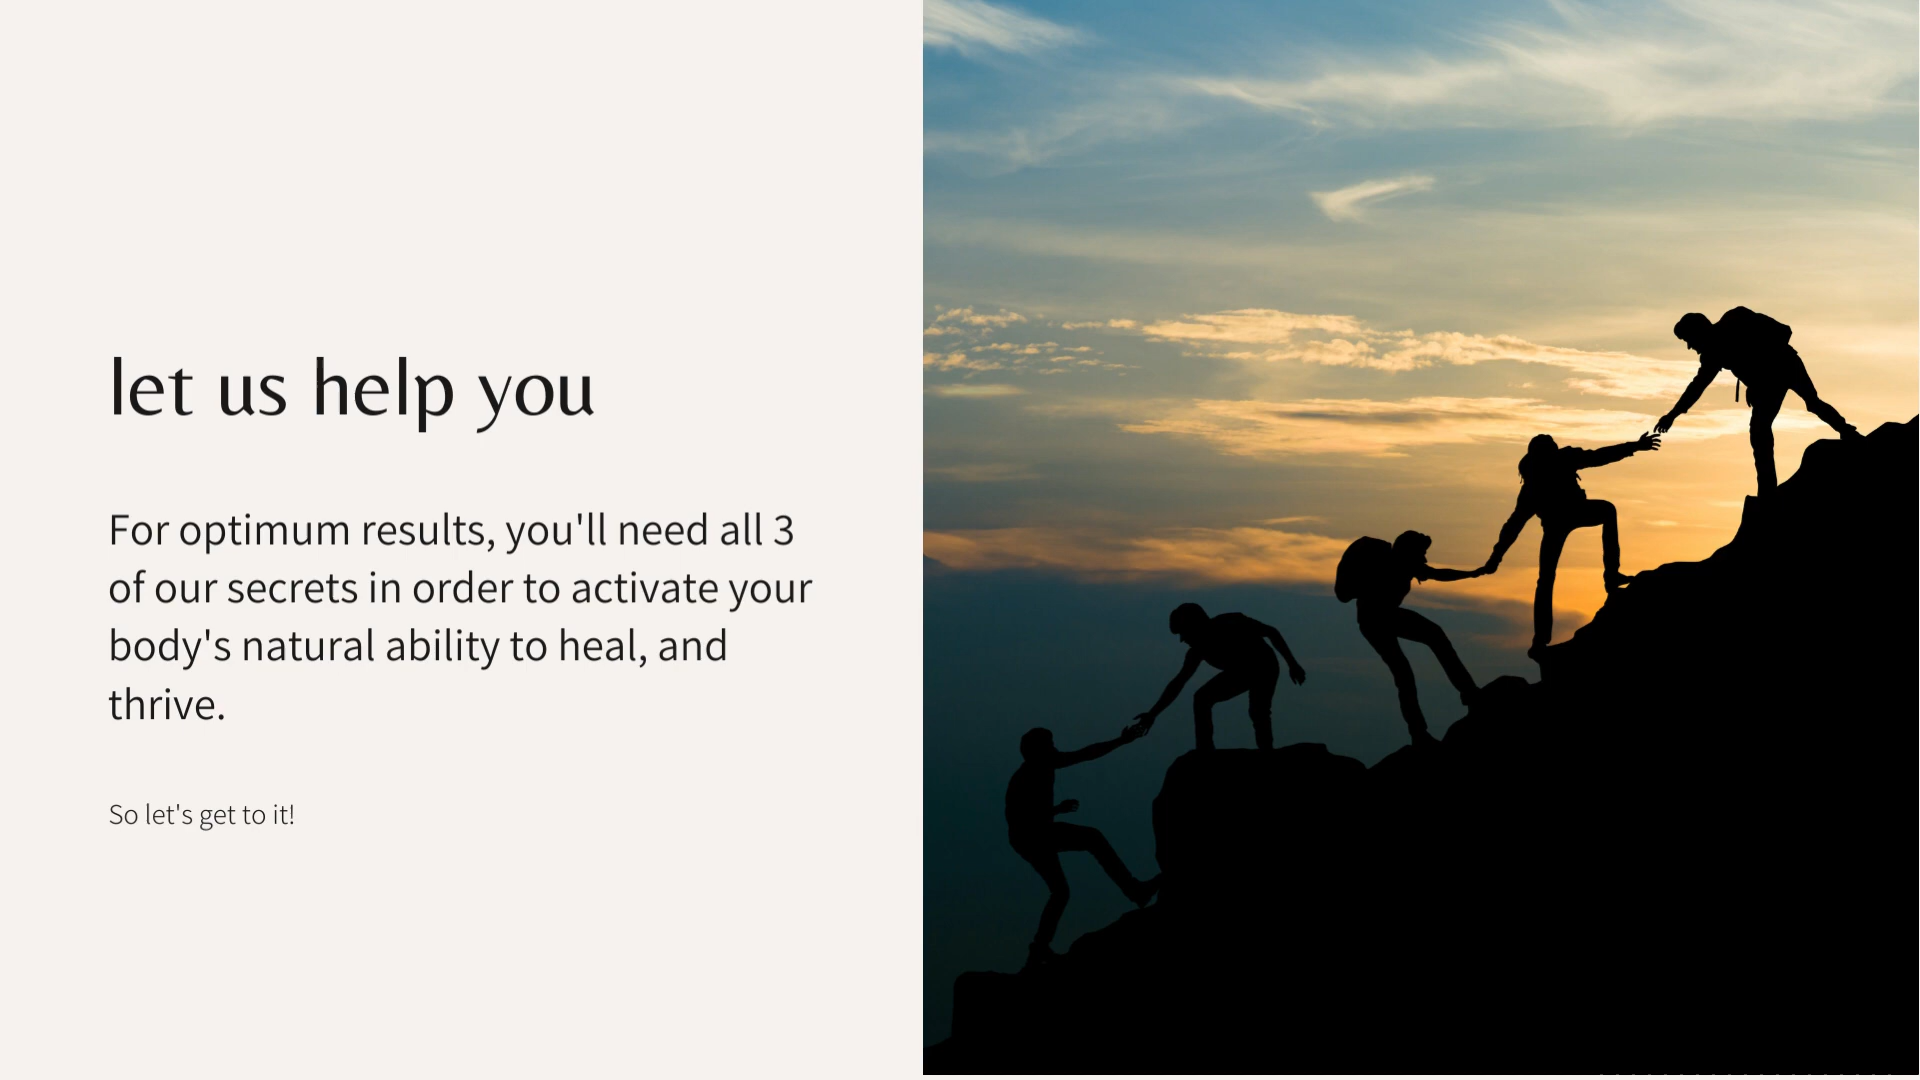 let us help you
For optimum results, you'll need all 3
of our secrets in order to activate your
body's natural ability to heal, and
thrive.
So let's get to it!